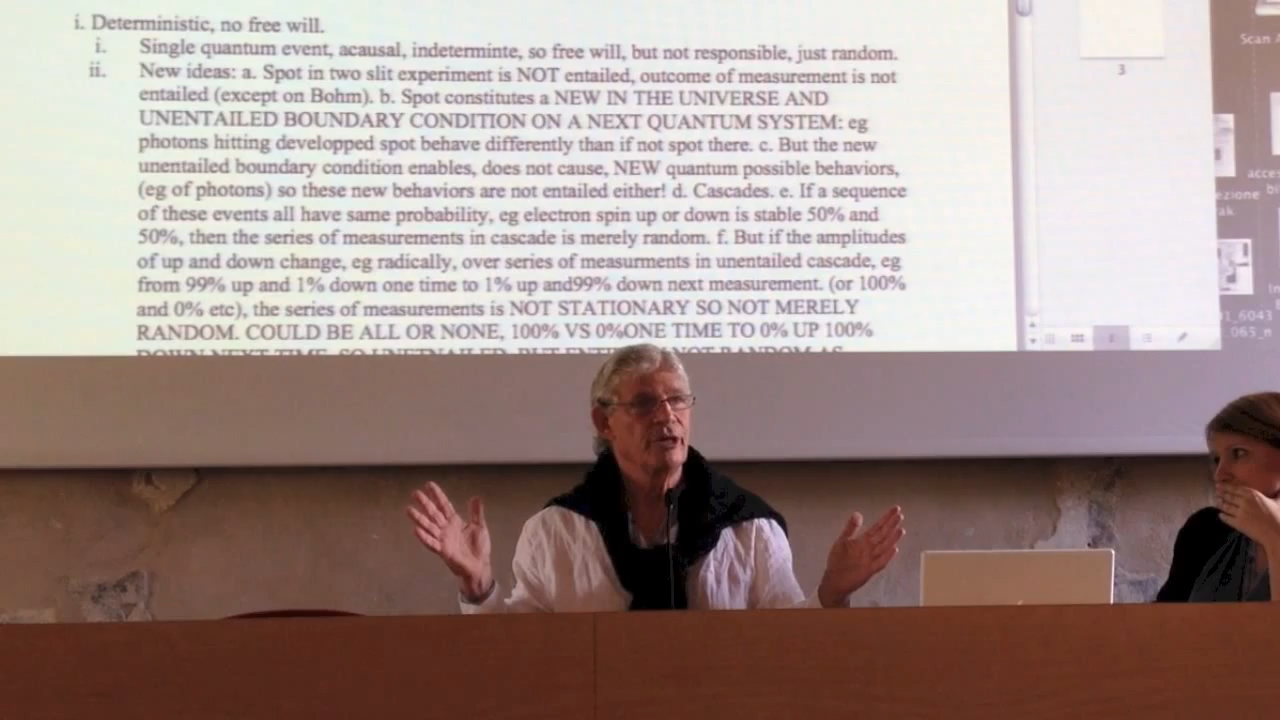 i. Deterministic, no free will.
i. Single quantum event, acausal, indeterminte, so free will, but not responsible, just random.
ii. New ideas: a. Spot in two slit experiment is NOT entailed, outcome of measurement is not
entailed (except on Bohm). b. Spot constitutes a NEW IN THE UNIVERSE AND
UNENTAILED BOUNDARY CONDITION ON A NEXT QUANTUM SYSTEM: eg
photons hitting developped spot behave differently than if not spot there. c. But the new
unentailed boundary condition enables, does not cause, NEW quantum possible behaviors,
(eg of photons) so these new behaviors are not entailed either! d. Cascades. e. If a sequence
of these events all have same probability, eg electron spin up or down is stable 50% and
50%, then the series of measurements in cascade is merely random. f. But if the amplitudes
of up and down change, eg radically, over series of measurments in unentailed cascade, eg
from 99% up and 1% down one time to 1% up and99% down next measurement. (or 100%
and 0% etc), the series of measurements is NOT STATIONARY SO NOT MERELY
RANDOM. COULD BE ALL OR NONE, 100% VS 0%ONE TIME TO 0% UP 100%
3
Scan